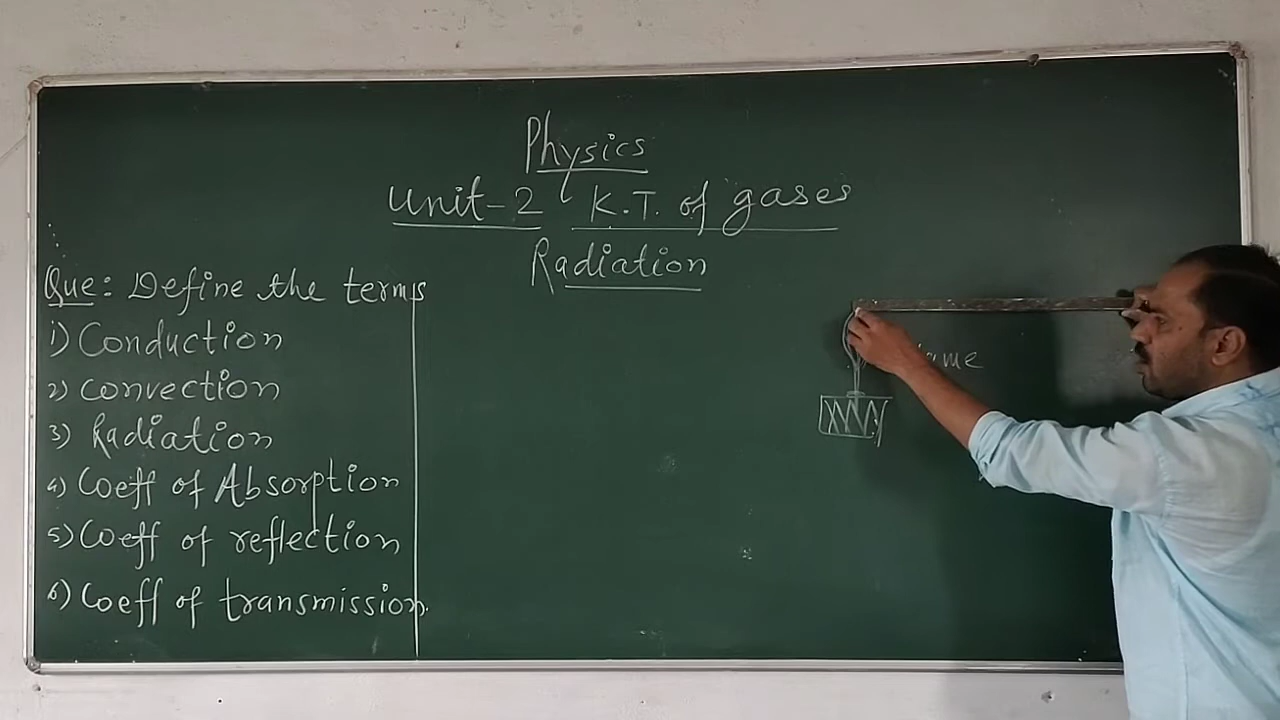 Physics
Unit-2 K.T. of gases
Radiation
Que: Define the terms
1) Conduction
2) Convection
3) Radiation
4) Coeff of Absorption
5) Coeff of reflection
6) Coeff of transmission.